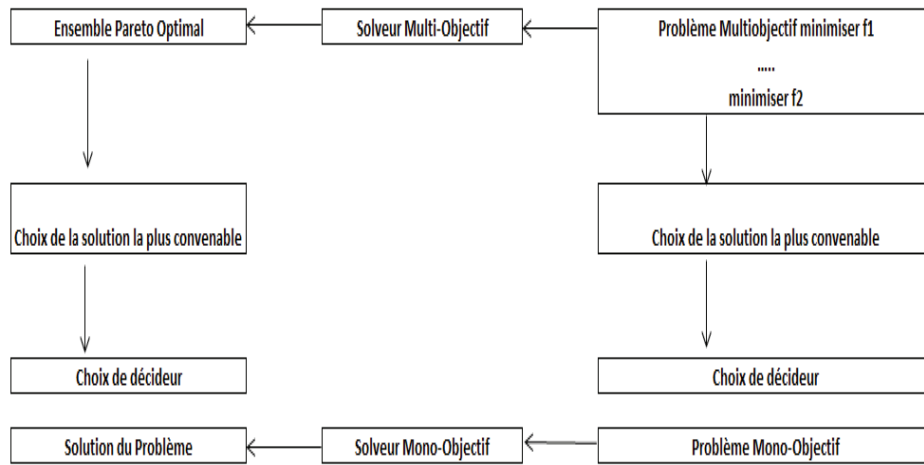 Ensemble Pareto Optimal
Solveur Multi-Objectif
Problème Multiobjectif minimiser f1
.....
minimiser f2
Choix de la solution la plus convenable
Choix de la solution la plus convenable
Choix de décideur
Choix de décideur
Solution du Problème
Solveur Mono-Objectif
Problème Mono-Objectif